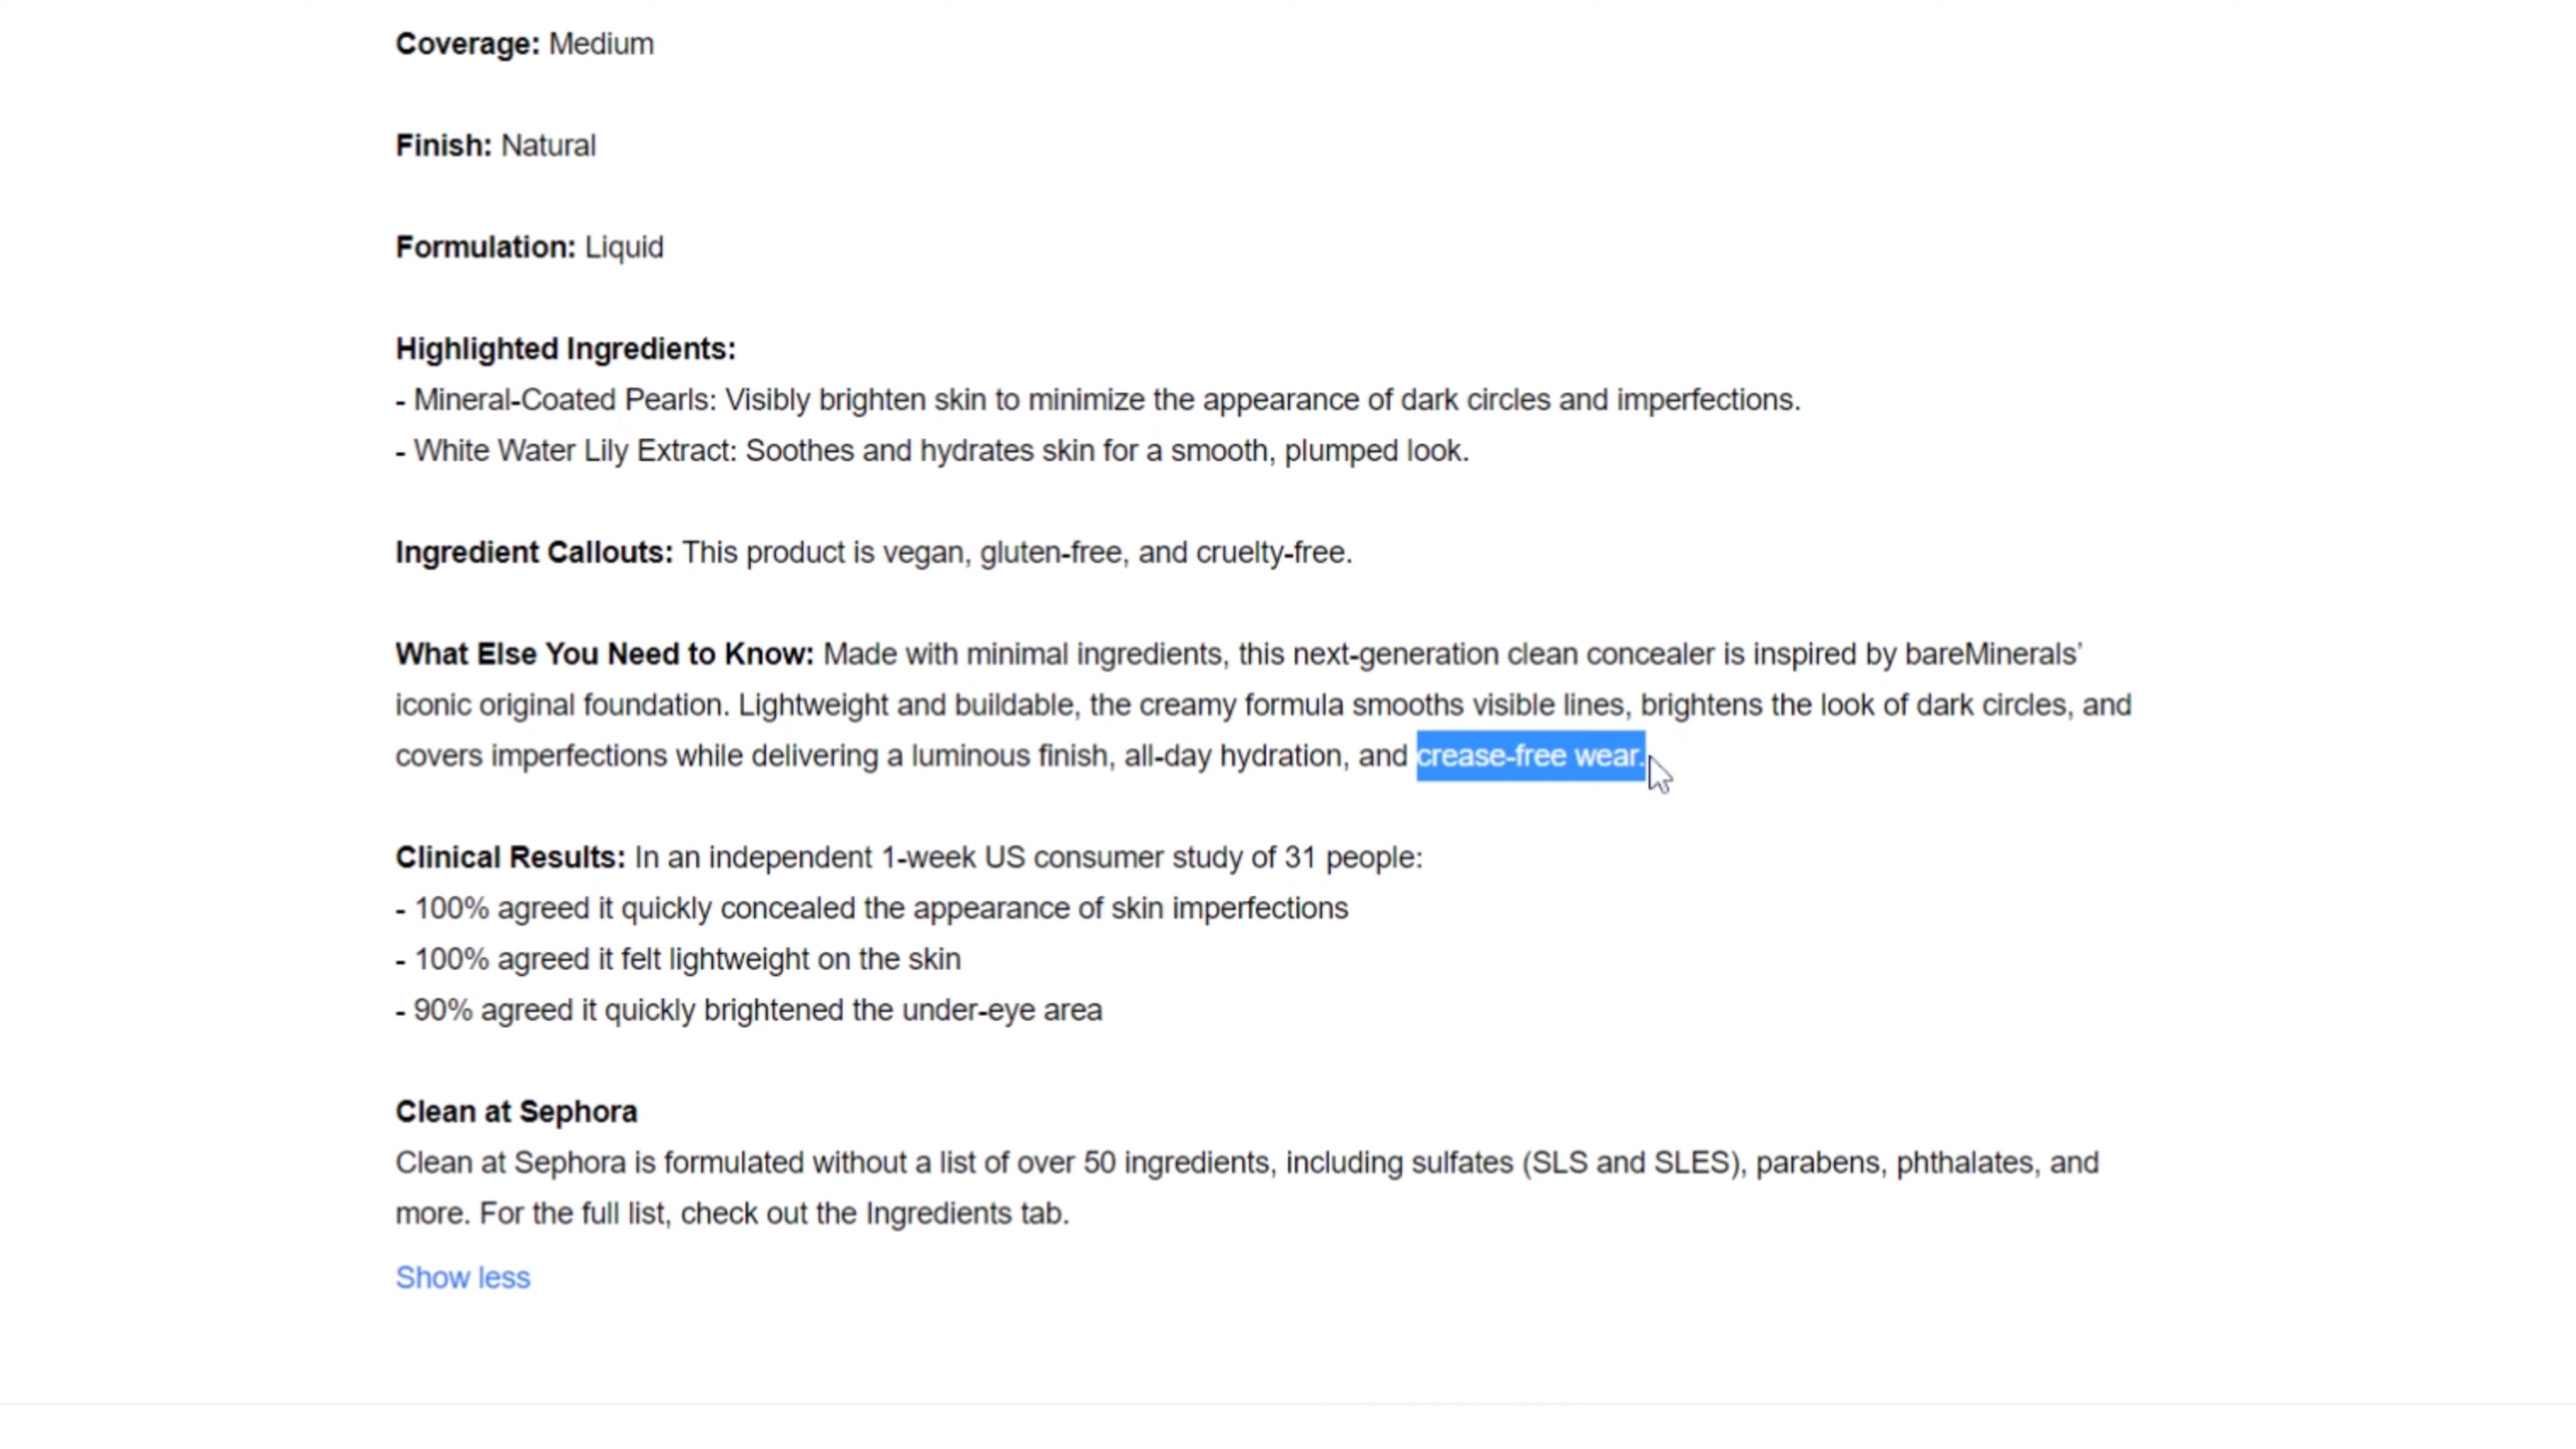 Coverage: Medium
Finish: Natural
Formulation: Liquid
Highlighted Ingredients:
- Mineral-Coated Pearls: Visibly brighten skin to minimize the appearance of dark circles and imperfections.
- White Water Lily Extract: Soothes and hydrates skin for a smooth, plumped look.
Ingredient Callouts: This product is vegan, gluten-free, and cruelty-free.
What Else You Need to Know: Made with minimal ingredients, this next-generation clean concealer is inspired by bareMinerals’
iconic original foundation. Lightweight and buildable, the creamy formula smooths visible lines, brightens the look of dark circles, and
covers imperfections while delivering a luminous finish, all-day hydration, and crease-free wear.
Clinical Results: In an independent 1-week US consumer study of 31 people:
- 100% agreed it quickly concealed the appearance of skin imperfections
- 100% agreed it felt lightweight on the skin
- 90% agreed it quickly brightened the under-eye area
Clean at Sephora
Clean at Sephora is formulated without a list of over 50 ingredients, including sulfates (SLS and SLES), parabens, phthalates, and
more. For the full list, check out the Ingredients tab.
Show less